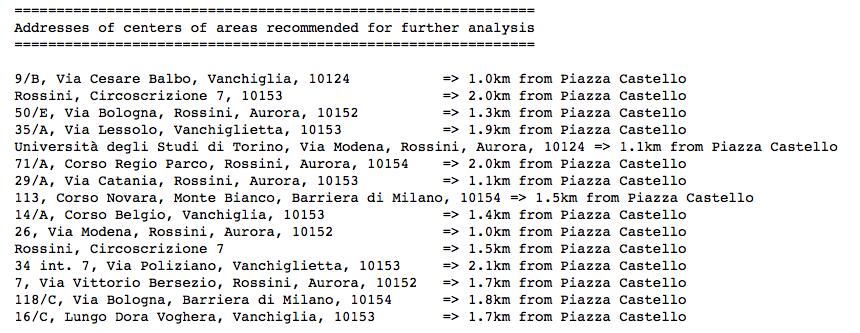 ==============================================================
Addresses of centers of areas recommended for further analysis
==============================================================
9/B, Via Cesare Balbo, Vanchiglia, 10124           => 1.0km from Piazza Castello
Rossini, Circoscrizione 7, 10153                   => 2.0km from Piazza Castello
50/E, Via Bologna, Rossini, Aurora, 10152          => 1.3km from Piazza Castello
35/A, Via Lessolo, Vanchiglietta, 10153            => 1.9km from Piazza Castello
Università degli Studi di Torino, Via Modena, Rossini, Aurora, 10124 => 1.1km from Piazza Castello
71/A, Corso Regio Parco, Rossini, Aurora, 10154    => 2.0km from Piazza Castello
29/A, Via Catania, Rossini, Aurora, 10153          => 1.1km from Piazza Castello
113, Corso Novara, Monte Bianco, Barriera di Milano, 10154 => 1.5km from Piazza Castello
14/A, Corso Belgio, Vanchiglia, 10153              => 1.4km from Piazza Castello
26, Via Modena, Rossini, Aurora, 10152             => 1.0km from Piazza Castello
Rossini, Circoscrizione 7                          => 1.5km from Piazza Castello
34 int. 7, Via Poliziano, Vanchiglietta, 10153     => 2.1km from Piazza Castello
7, Via Vittorio Bersezio, Rossini, Aurora, 10152   => 1.7km from Piazza Castello
118/C, Via Bologna, Barriera di Milano, 10154      => 1.8km from Piazza Castello
16/C, Lungo Dora Voghera, Vanchiglia, 10153        => 1.7km from Piazza Castello